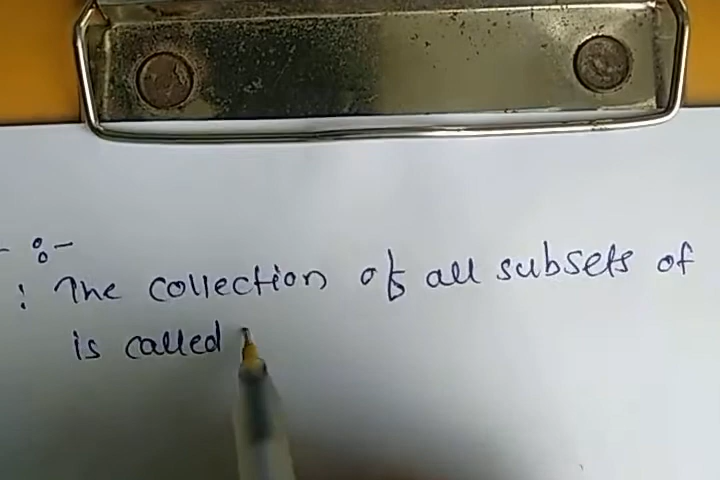 - :-
: The collection of all subsets of
is called